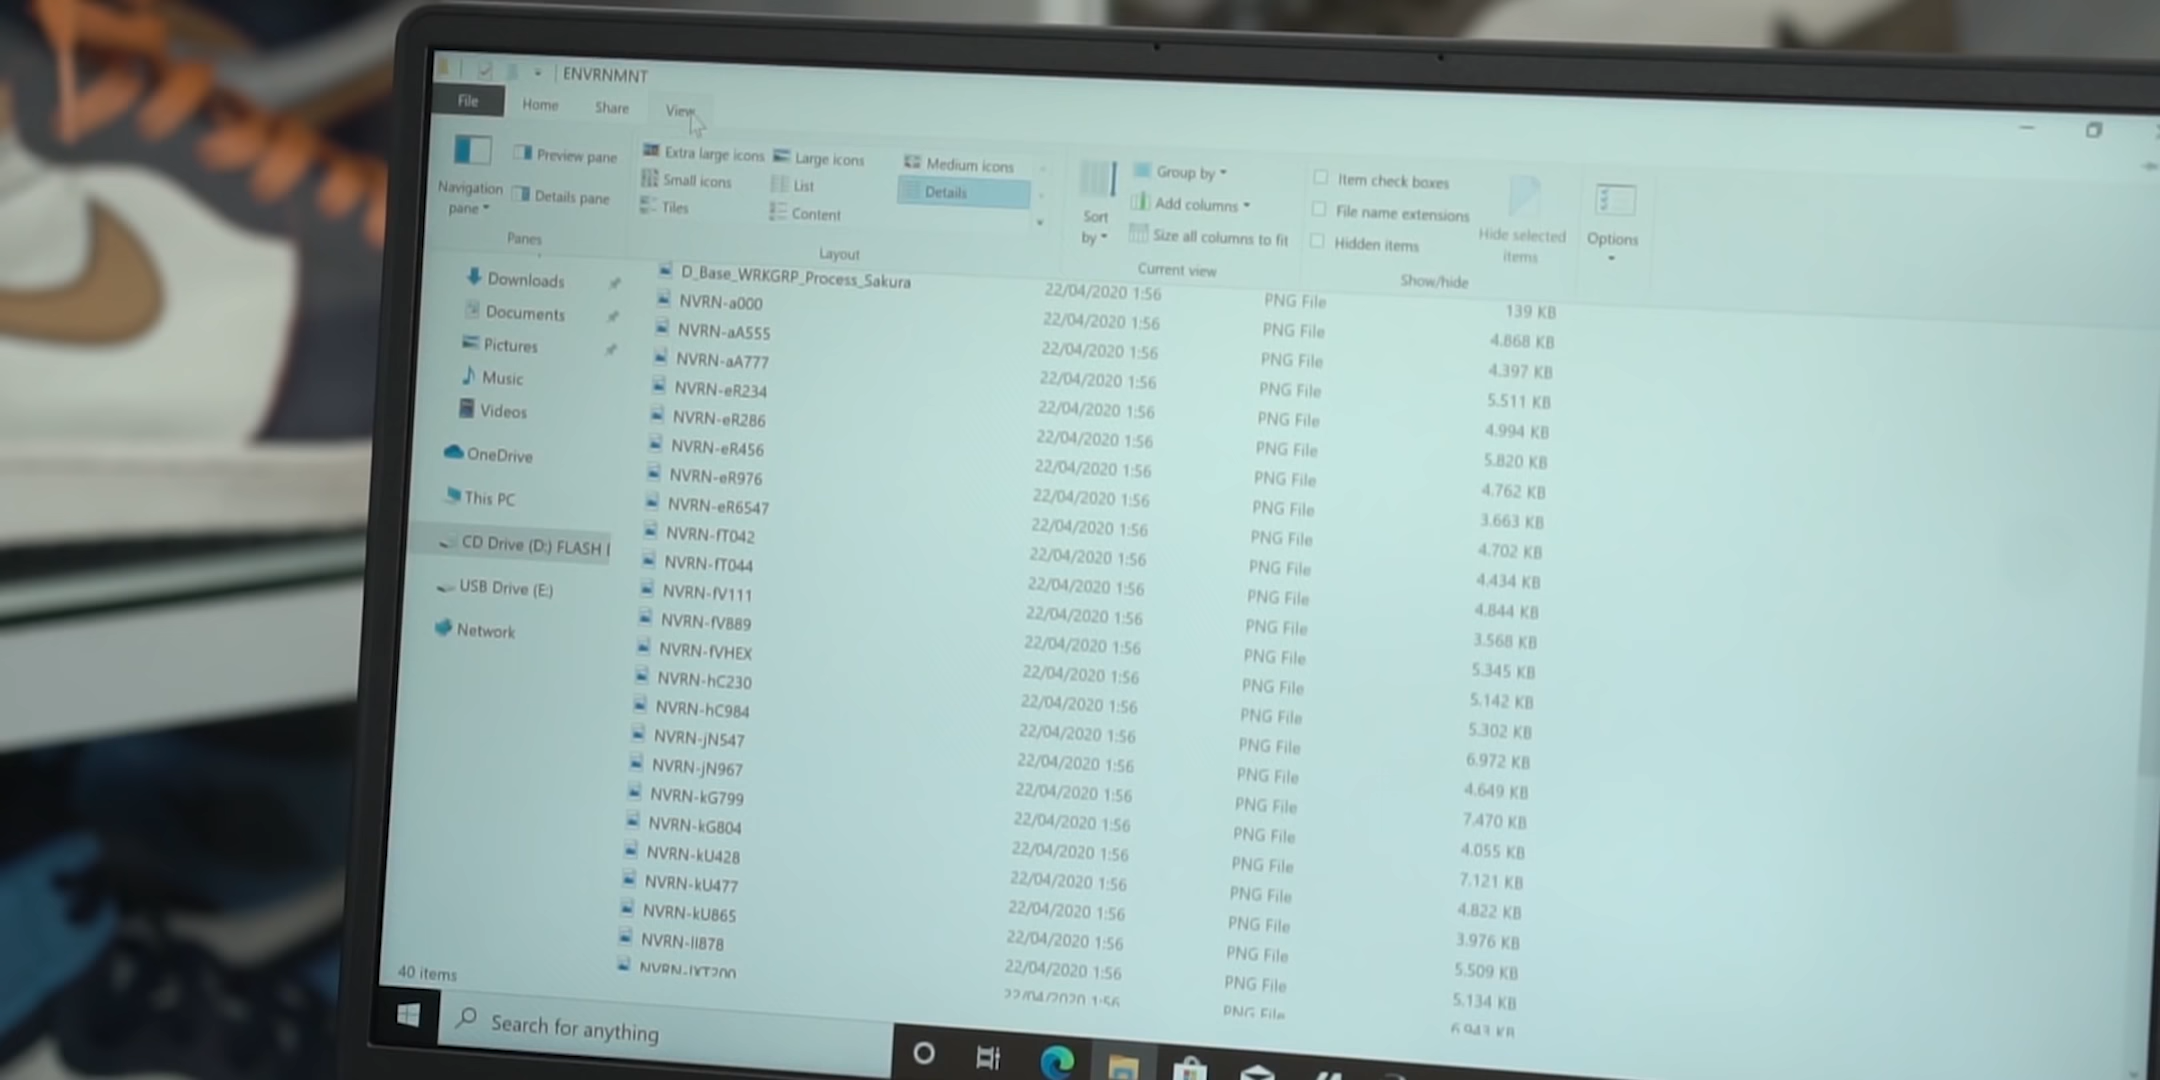 ENVRNMNT
File Home Share View
Navigation pane
Preview pane
Details pane
Panes
Extra large icons Large icons Medium icons
Small icons List Details
Tiles Content
Layout
Sort by
Group by
Add columns
Size all columns to fit
Current view
Item check boxes
File name extensions
Hidden items
Hide selected items
Show/hide
Options
Downloads
Documents
Pictures
Music
Videos
OneDrive
This PC
CD Drive (D:) FLASH
USB Drive (E:)
Network
D_Base_WRKGRP_Process_Sakura 22/04/2020 1:56 PNG File 139 KB
NVRN-a000 22/04/2020 1:56 PNG File 4.868 KB
NVRN-aA555 22/04/2020 1:56 PNG File 4.397 KB
NVRN-aA777 22/04/2020 1:56 PNG File 5.511 KB
NVRN-eR234 22/04/2020 1:56 PNG File 4.994 KB
NVRN-eR286 22/04/2020 1:56 PNG File 5.820 KB
NVRN-eR456 22/04/2020 1:56 PNG File 4.762 KB
NVRN-eR976 22/04/2020 1:56 PNG File 3.663 KB
NVRN-eR6547 22/04/2020 1:56 PNG File 4.702 KB
NVRN-fT042 22/04/2020 1:56 PNG File 4.434 KB
NVRN-fT044 22/04/2020 1:56 PNG File 4.844 KB
NVRN-fV111 22/04/2020 1:56 PNG File 3.568 KB
NVRN-fV889 22/04/2020 1:56 PNG File 5.345 KB
NVRN-fVHEX 22/04/2020 1:56 PNG File 5.142 KB
NVRN-hC230 22/04/2020 1:56 PNG File 5.302 KB
NVRN-hC984 22/04/2020 1:56 PNG File 6.972 KB
NVRN-jN547 22/04/2020 1:56 PNG File 4.649 KB
NVRN-jN967 22/04/2020 1:56 PNG File 7.470 KB
NVRN-kG799 22/04/2020 1:56 PNG File 4.055 KB
NVRN-kG804 22/04/2020 1:56 PNG File 7.121 KB
NVRN-kU428 22/04/2020 1:56 PNG File 4.822 KB
NVRN-kU477 22/04/2020 1:56 PNG File 3.976 KB
NVRN-kU865 22/04/2020 1:56 PNG File 5.509 KB
NVRN-lI878 22/04/2020 1:56 PNG File 5.134 KB
22/04/2020 1:56 PNG File
40 items
Search for anything